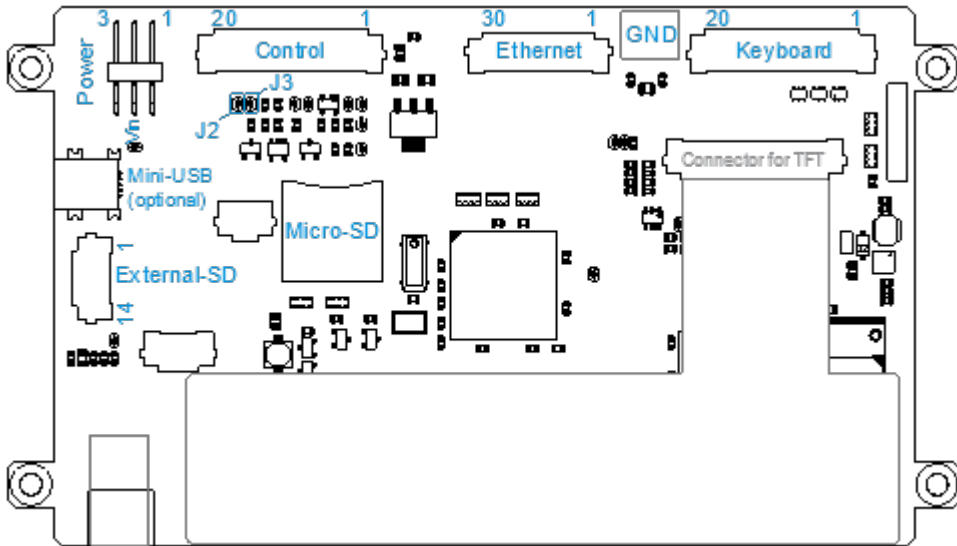 3 1 20 1 30 1 20 1
Power
Control
Ethernet
GND
Keyboard
J3
J2
Vin
Connector for TFT
Mini-USB
(optional)
Micro-SD
1
External-SD
14